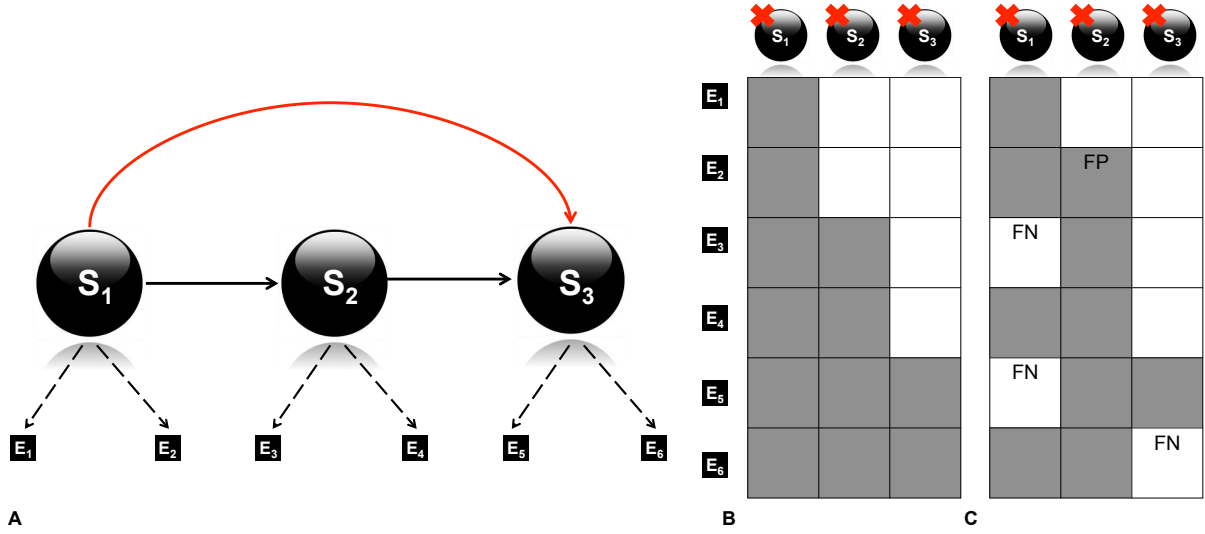 S1 S2 S3 S1 S2 S3
E1
E2 FP
E3 FN
S1 S2 S3
E4
E5 FN
E1 E2 E3 E4 E5 E6
E6 FN
A B C